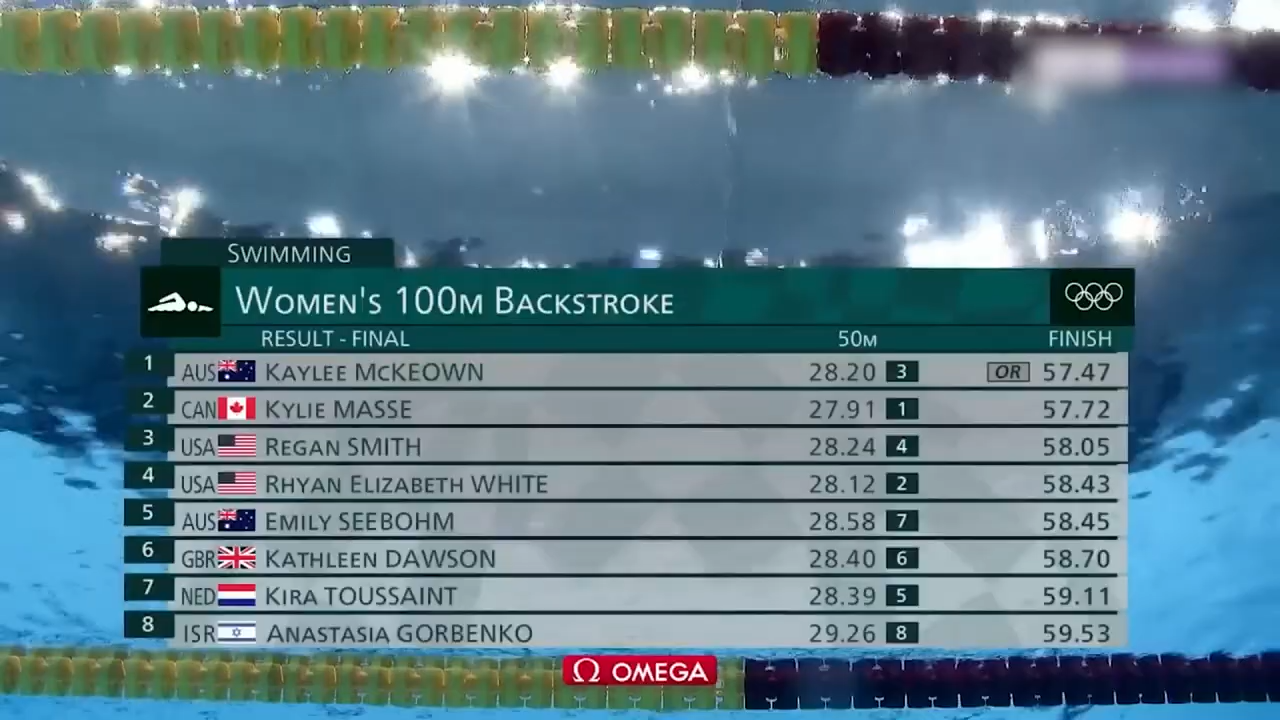 SWIMMING
WOMEN'S 100M BACKSTROKE
RESULT - FINAL 50M FINISH
1 AUS KAYLEE MCKEOWN 28.20 3 OR 57.47
2 CAN KYLIE MASSE 27.91 1 57.72
3 USA REGAN SMITH 28.24 4 58.05
4 USA RHYAN ELIZABETH WHITE 28.12 2 58.43
5 AUS EMILY SEEBOHM 28.58 7 58.45
6 GBR KATHLEEN DAWSON 28.40 6 58.70
7 NED KIRA TOUSSAINT 28.39 5 59.11
8 ISR ANASTASIA GORBENKO 29.26 8 59.53
Ω OMEGA